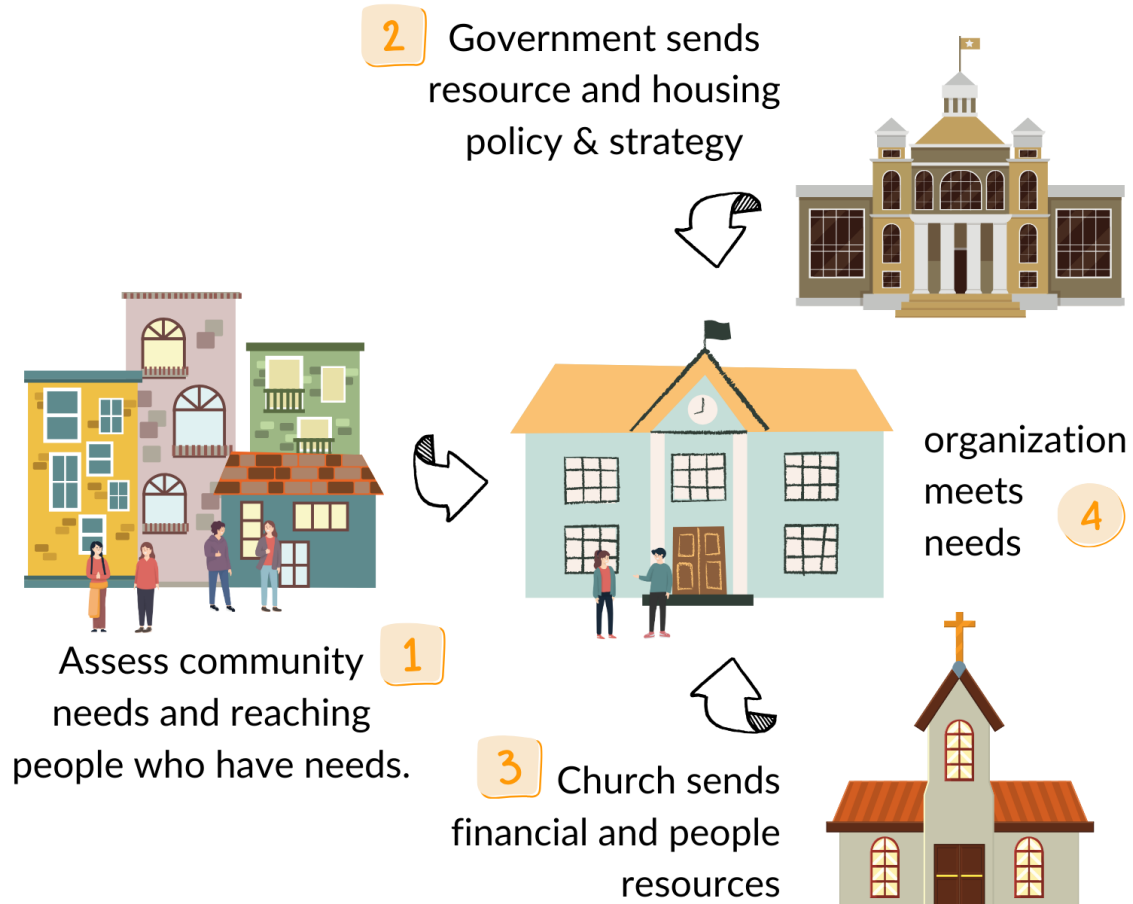 2
Government sends
resource and housing
policy & strategy
1
Assess community
needs and reaching
people who have needs.
3
Church sends
financial and people
resources
organization
meets
needs
4